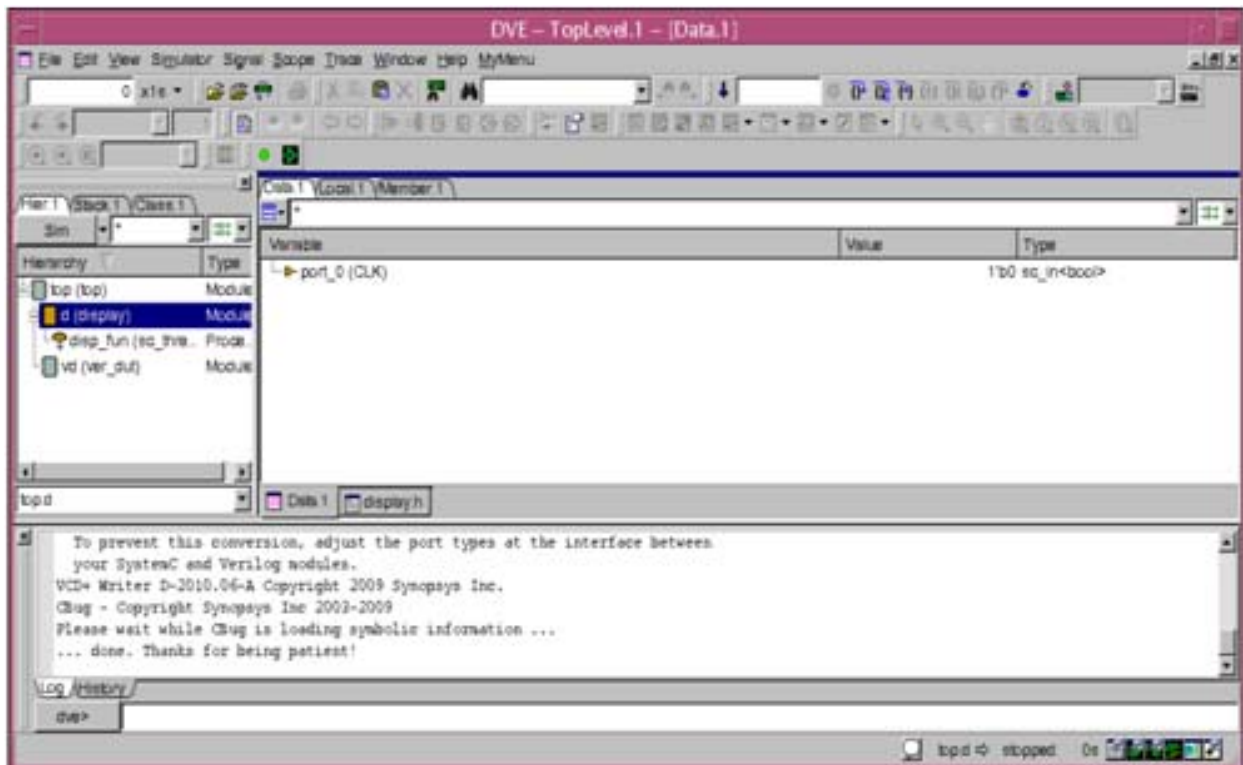 DVE – TopLevel.1 – [Data.1]
File Edit View Simulator Signal Scope Trace Window Help MyMenu
0 x1s
Data.1 Local.1 Member.1
Hier.1 Stack.1 Class.1
*
Sim *
Variable Value Type
Hierarchy Type
port_0 (CLK) 1'b0 sc_in<bool>
top (top) Module
d (display) Module
disp_fun (sc_thre... Proce...
vd (ver_dut) Module
top.d
Data.1 display.h
To prevent this conversion, adjust the port types at the interface between
your SystemC and Verilog modules.
VCD+ Writer D-2010.06-A Copyright 2009 Synopsys Inc.
CBug - Copyright Synopsys Inc 2003-2009
Please wait while CBug is loading symbolic information ...
... done. Thanks for being patient!
Log History
dve>
top.d stopped 0s